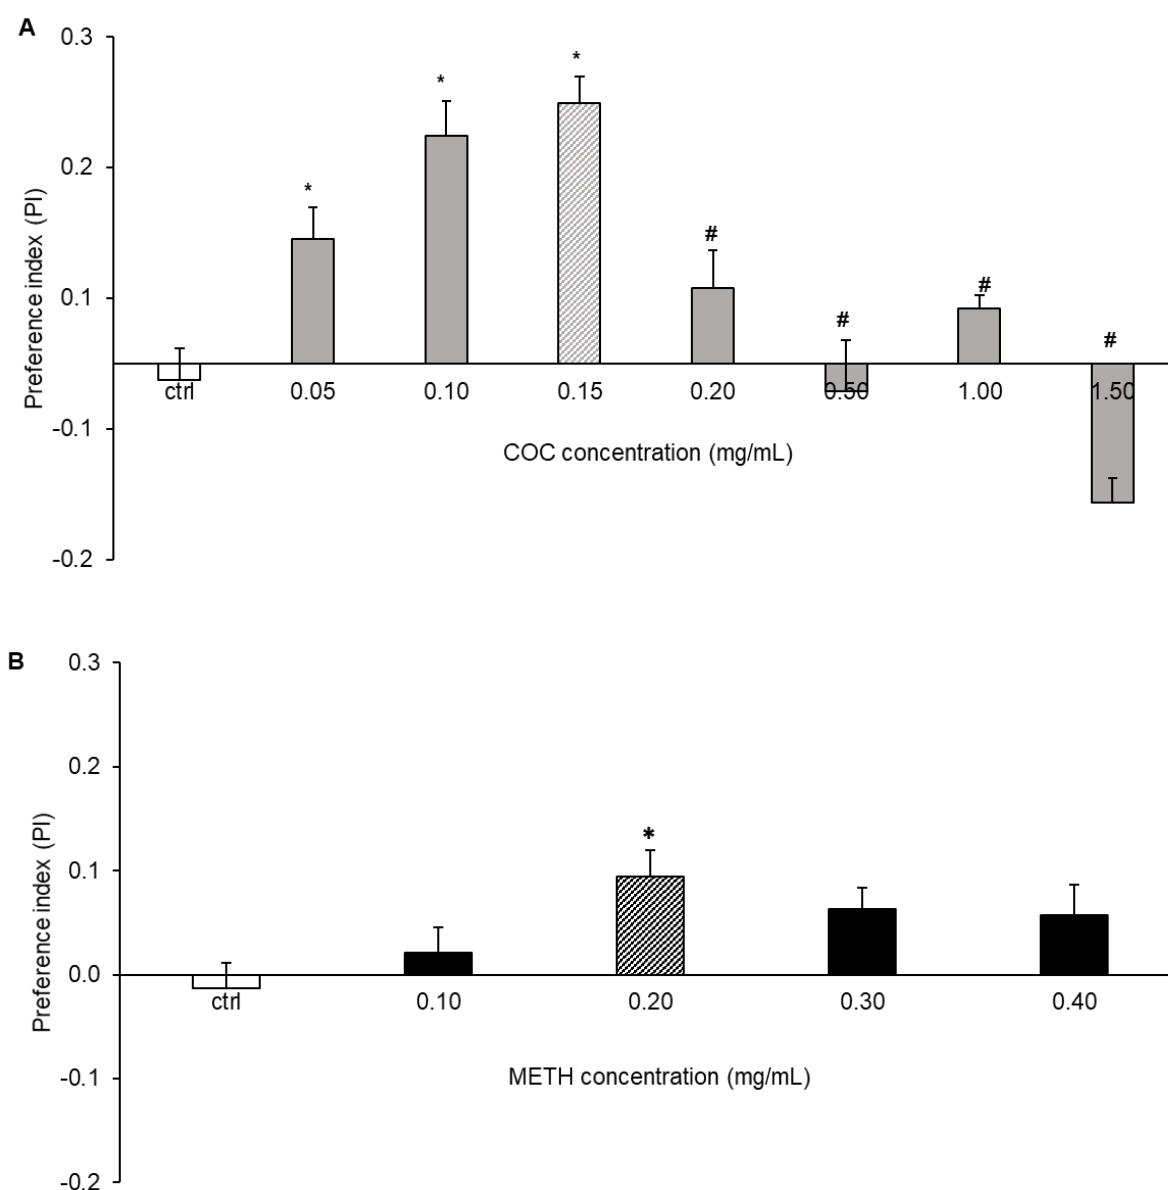 A
0.3
0.2
0.1
-0.1
-0.2
Preference index (PI)
* * * # # # #
ctrl 0.05 0.10 0.15 0.20 0.50 1.00 1.50
COC concentration (mg/mL)
B
0.3
0.2
0.1
0.0
-0.1
-0.2
Preference index (PI)
*
ctrl 0.10 0.20 0.30 0.40
METH concentration (mg/mL)